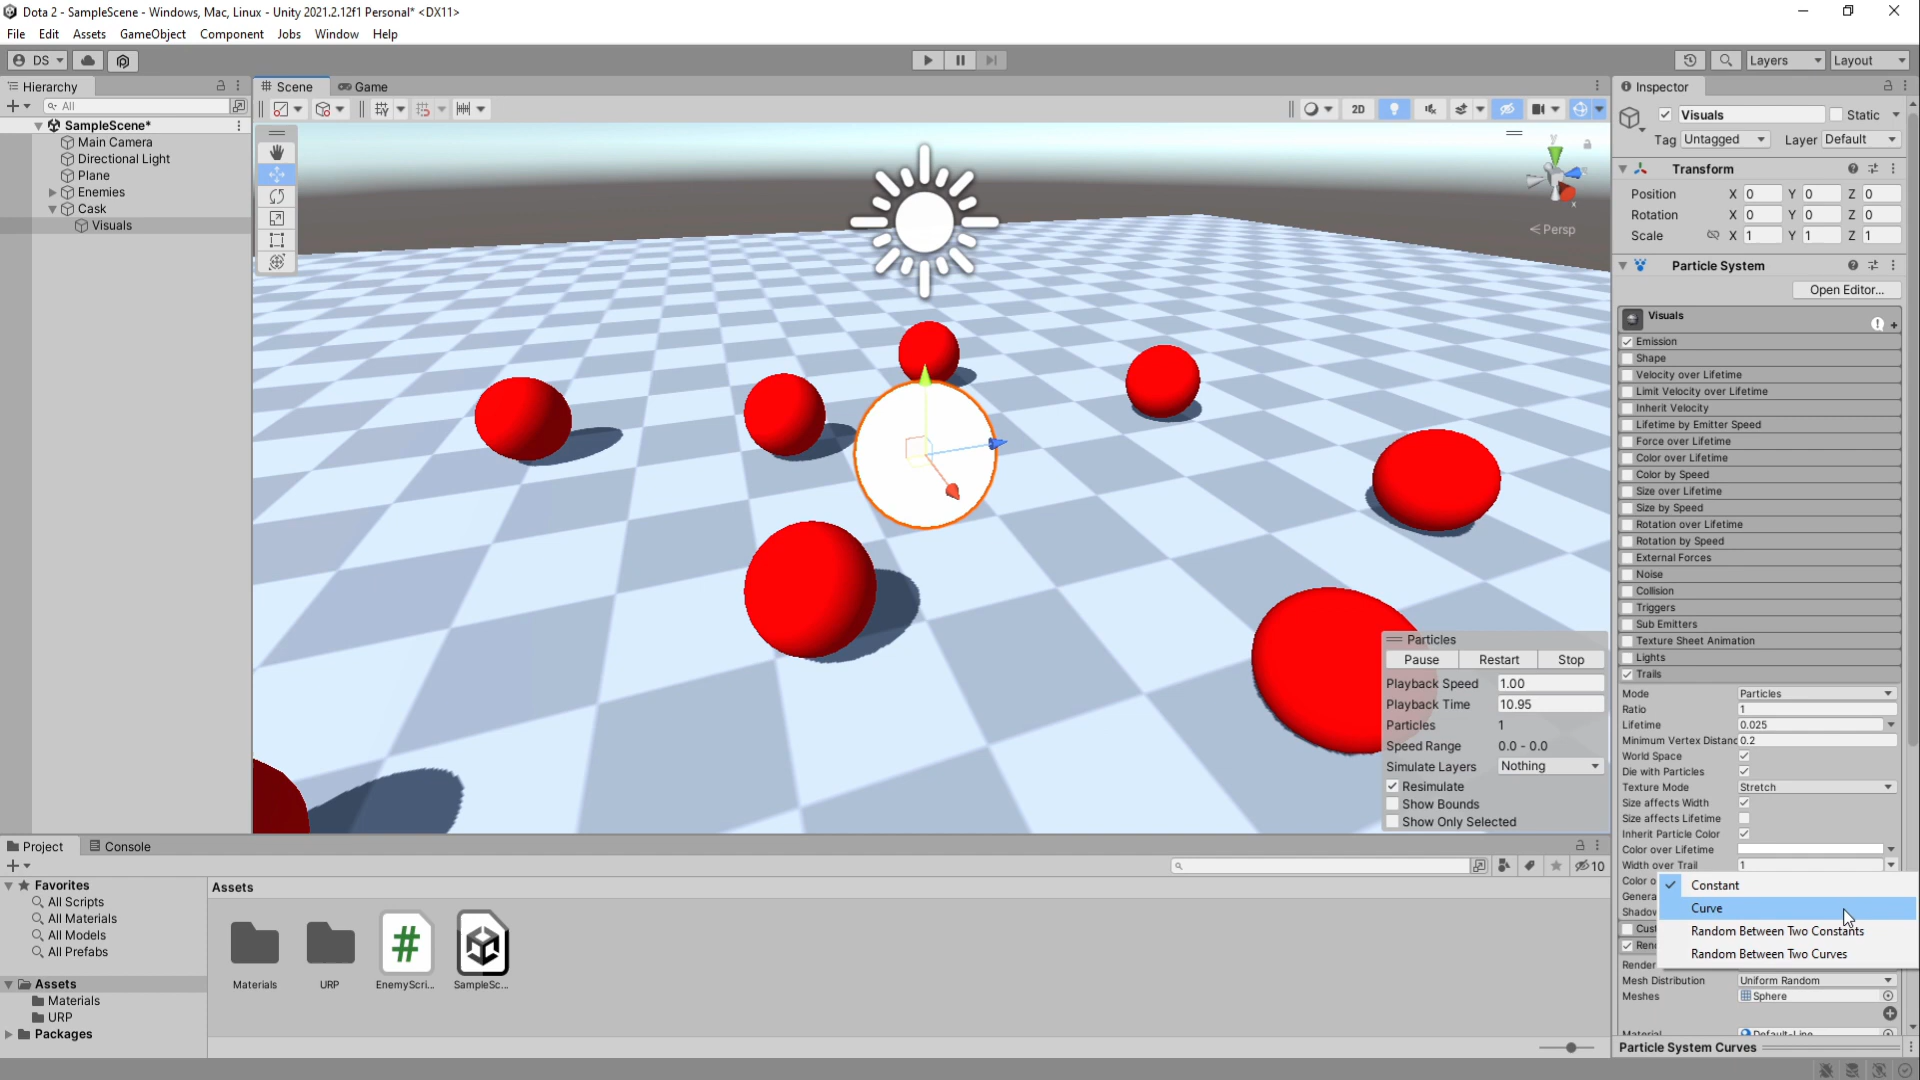 Dota 2 - SampleScene - Windows, Mac, Linux - Unity 2021.2.12f1 Personal* <DX11>
File Edit Assets GameObject Component Jobs Window Help
DS Layers Layout
Hierarchy
All
SampleScene*
Main Camera
Directional Light
Plane
Enemies
Cask
Visuals
Scene Game
2D
y
x
Persp
Particles
Pause Restart Stop
Playback Speed 1.00
Playback Time 10.95
Particles 1
Speed Range 0.0 - 0.0
Simulate Layers Nothing
Resimulate
Show Bounds
Show Only Selected
Inspector
Visuals Static
Tag Untagged Layer Default
Transform
Position X 0 Y 0 Z 0
Rotation X 0 Y 0 Z 0
Scale X 1 Y 1 Z 1
Particle System
Open Editor...
Visuals
Emission
Shape
Velocity over Lifetime
Limit Velocity over Lifetime
Inherit Velocity
Lifetime by Emitter Speed
Force over Lifetime
Color over Lifetime
Color by Speed
Size over Lifetime
Size by Speed
Rotation over Lifetime
Rotation by Speed
External Forces
Noise
Collision
Triggers
Sub Emitters
Texture Sheet Animation
Lights
Trails
Mode Particles
Ratio 1
Lifetime 0.025
Minimum Vertex Distanc 0.2
World Space
Die with Particles
Texture Mode Stretch
Size affects Width
Size affects Lifetime
Inherit Particle Color
Color over Lifetime
Width over Trail 1
Color o
Genera
Shadow
Cust
Ren
Render
Constant
Curve
Random Between Two Constants
Random Between Two Curves
Mesh Distribution Uniform Random
Meshes Sphere
Material Default-Line
Particle System Curves
Project Console
10
Favorites
All Scripts
All Materials
All Models
All Prefabs
Assets
Materials
URP
Packages
Assets
Materials URP EnemyScri... SampleSc...